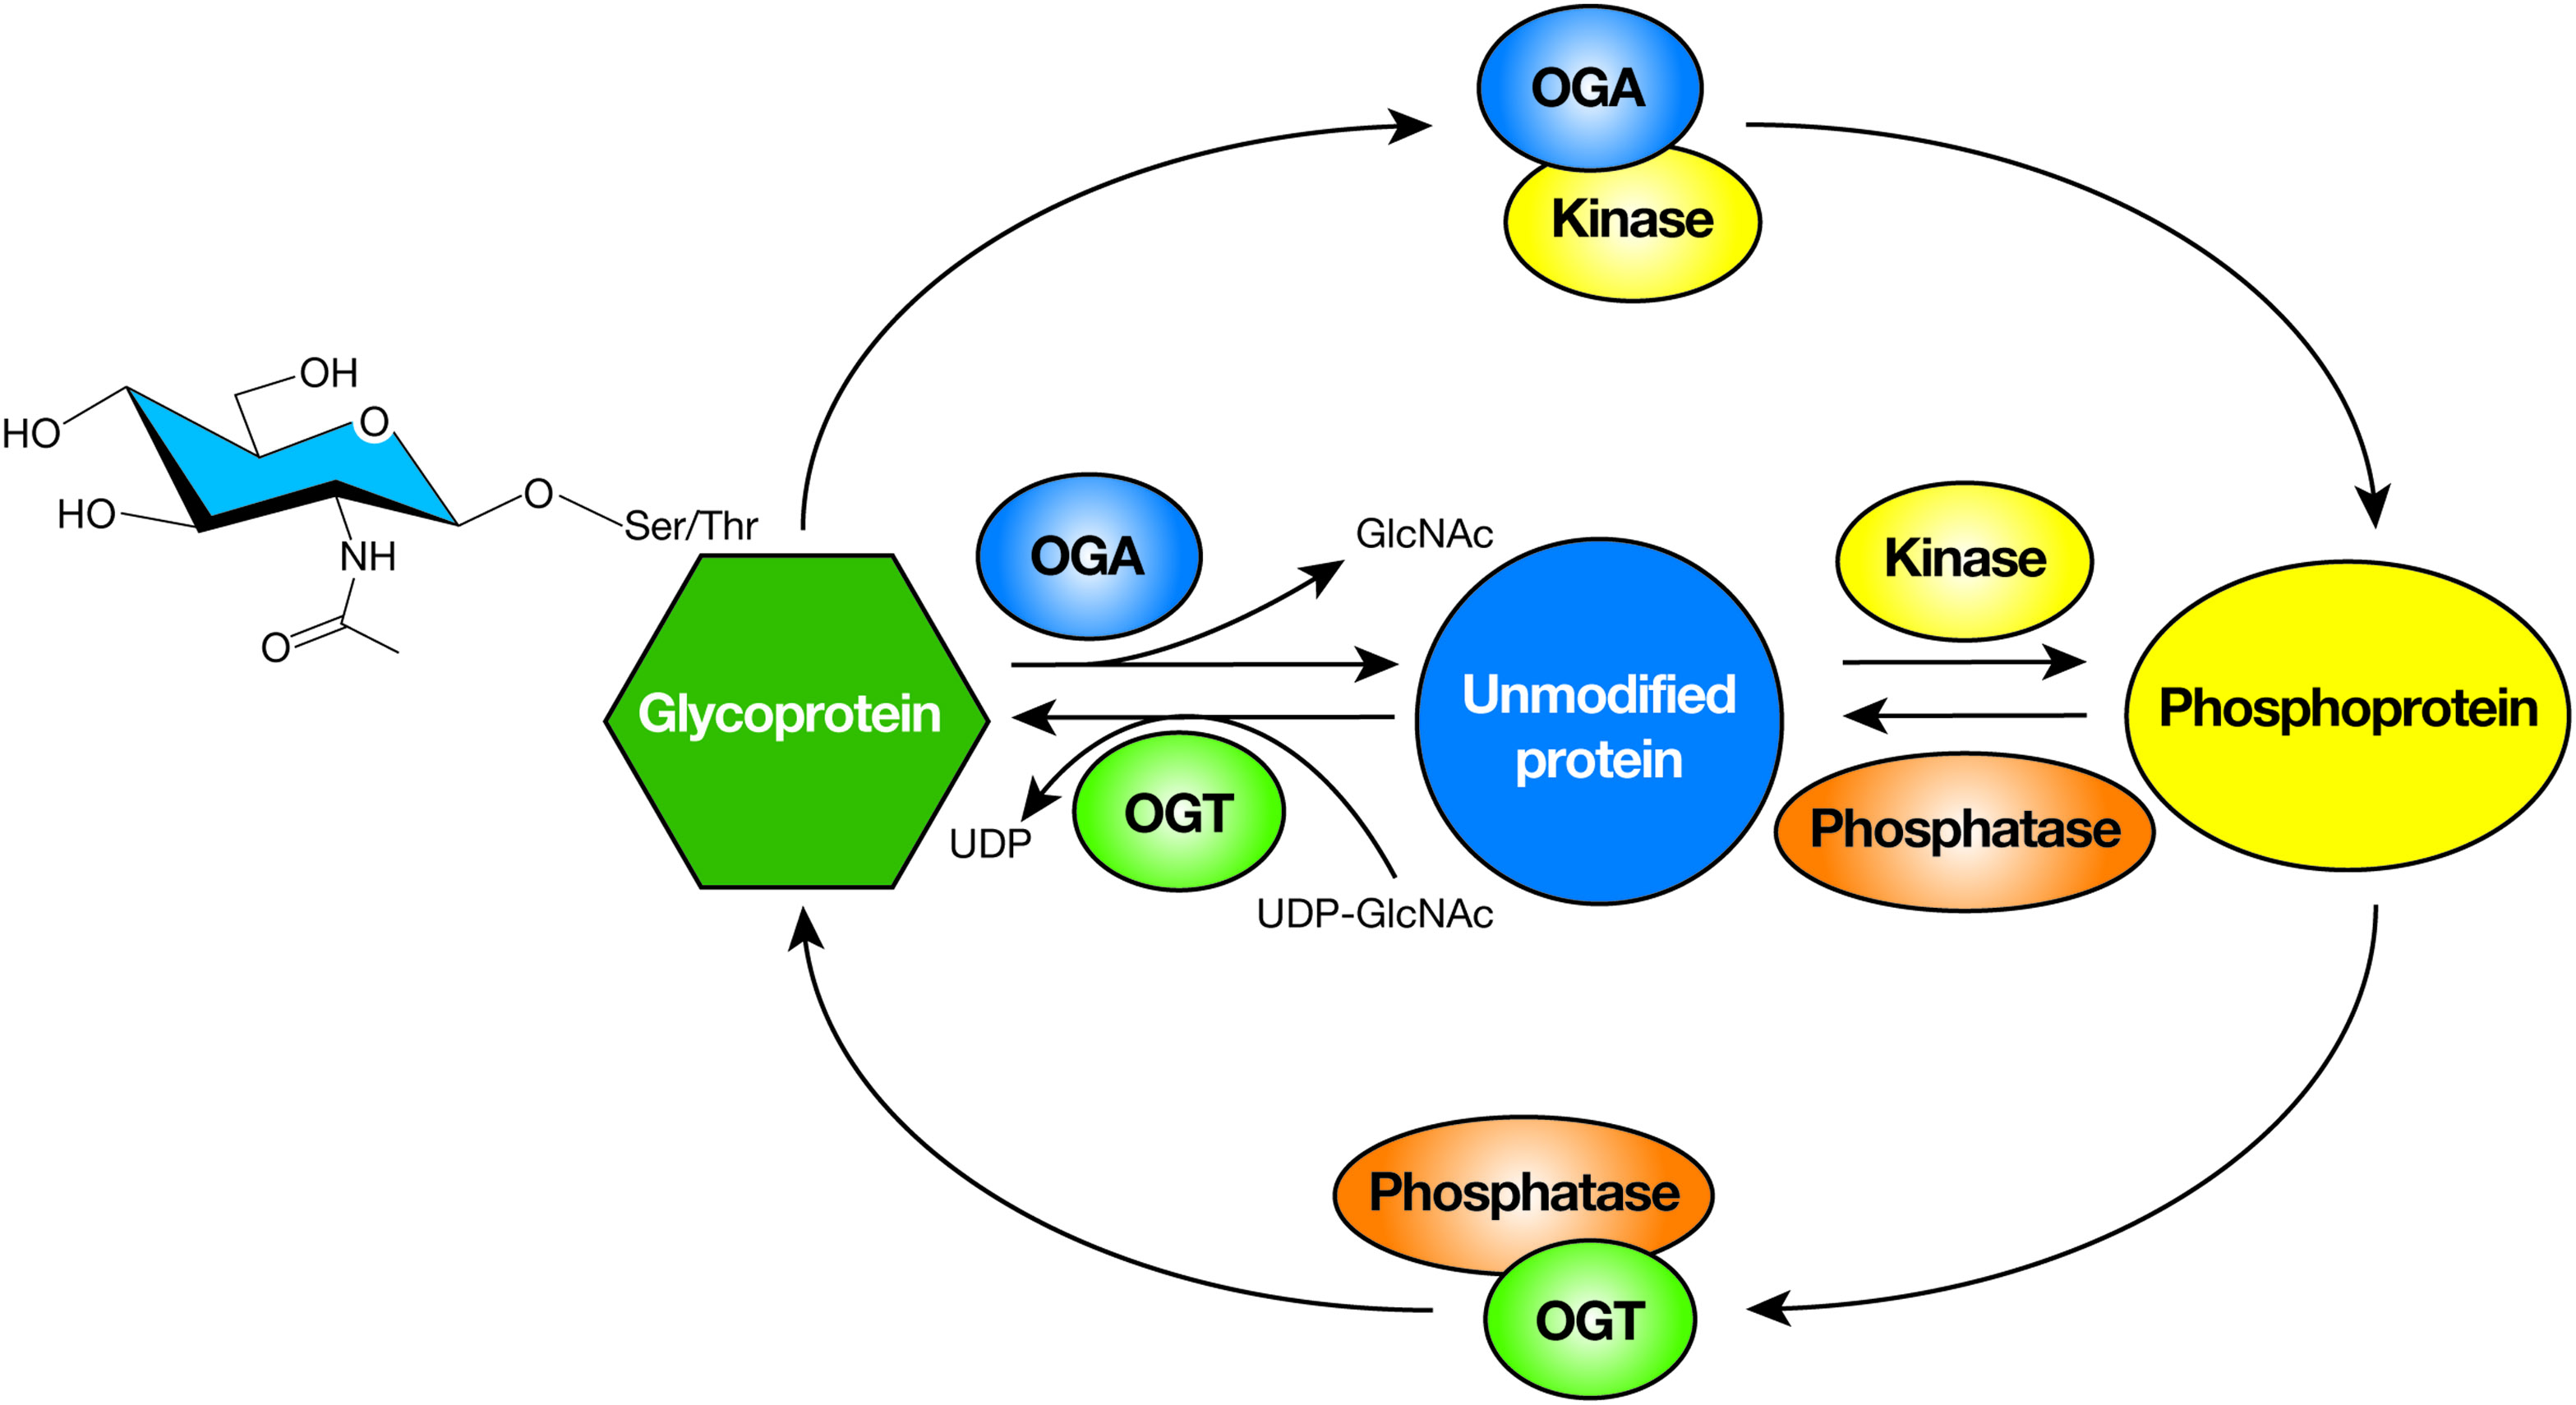 OGA
Kinase
OH
HO
O
HO
O
Ser/Thr
NH
O
OGA
GlcNAc
Kinase
Glycoprotein
Unmodified
protein
Phosphoprotein
UDP
OGT
UDP-GlcNAc
Phosphatase
Phosphatase
OGT